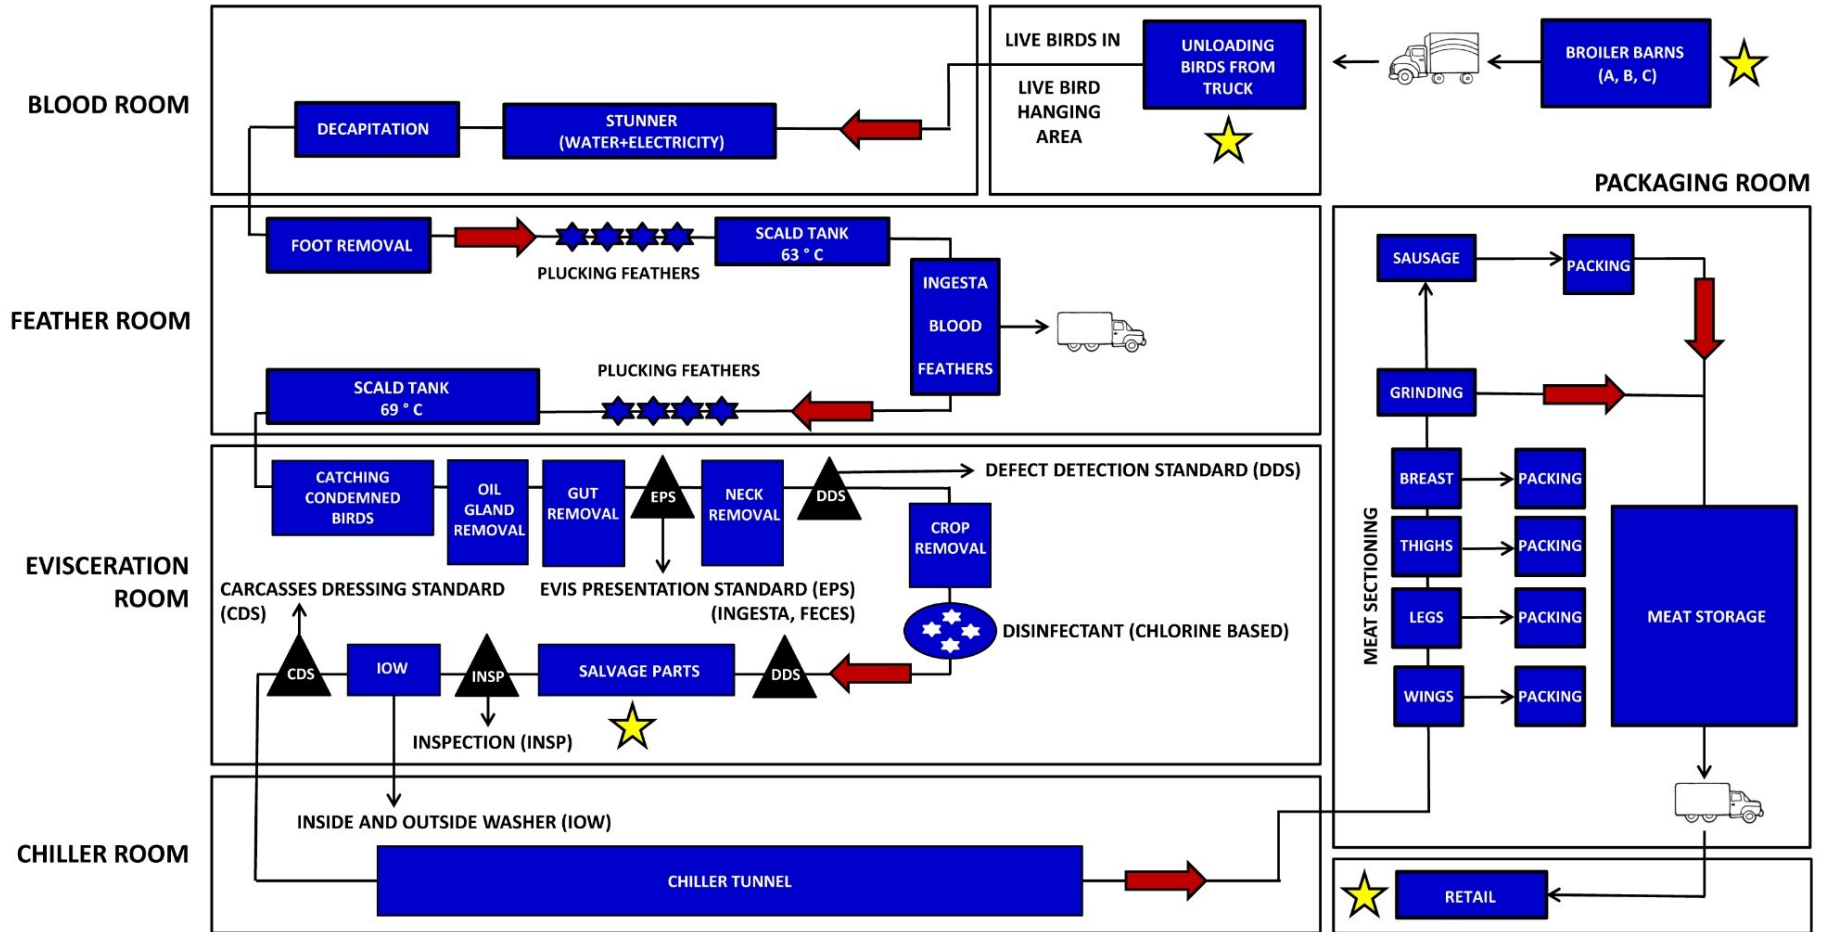 BLOOD ROOM
DECAPITATION
STUNNER
(WATER+ELECTRICITY)
LIVE BIRDS IN
LIVE BIRD
HANGING
AREA
UNLOADING
BIRDS FROM
TRUCK
BROILER BARNS
(A, B, C)
FEATHER ROOM
FOOT REMOVAL
PLUCKING FEATHERS
SCALD TANK
63 ° C
INGESTA
BLOOD
FEATHERS
PLUCKING FEATHERS
SCALD TANK
69 ° C
EVISCERATION
ROOM
CATCHING
CONDEMNED
BIRDS
OIL
GLAND
REMOVAL
GUT
REMOVAL
EPS
NECK
REMOVAL
DDS
DEFECT DETECTION STANDARD (DDS)
CROP
REMOVAL
CARCASSES DRESSING STANDARD
(CDS)
EVIS PRESENTATION STANDARD (EPS)
(INGESTA, FECES)
DISINFECTANT (CHLORINE BASED)
CDS
IOW
INSP
SALVAGE PARTS
DDS
INSPECTION (INSP)
CHILLER ROOM
INSIDE AND OUTSIDE WASHER (IOW)
CHILLER TUNNEL
PACKAGING ROOM
SAUSAGE
PACKING
GRINDING
MEAT SECTIONING
BREAST
PACKING
THIGHS
PACKING
LEGS
PACKING
WINGS
PACKING
MEAT STORAGE
RETAIL